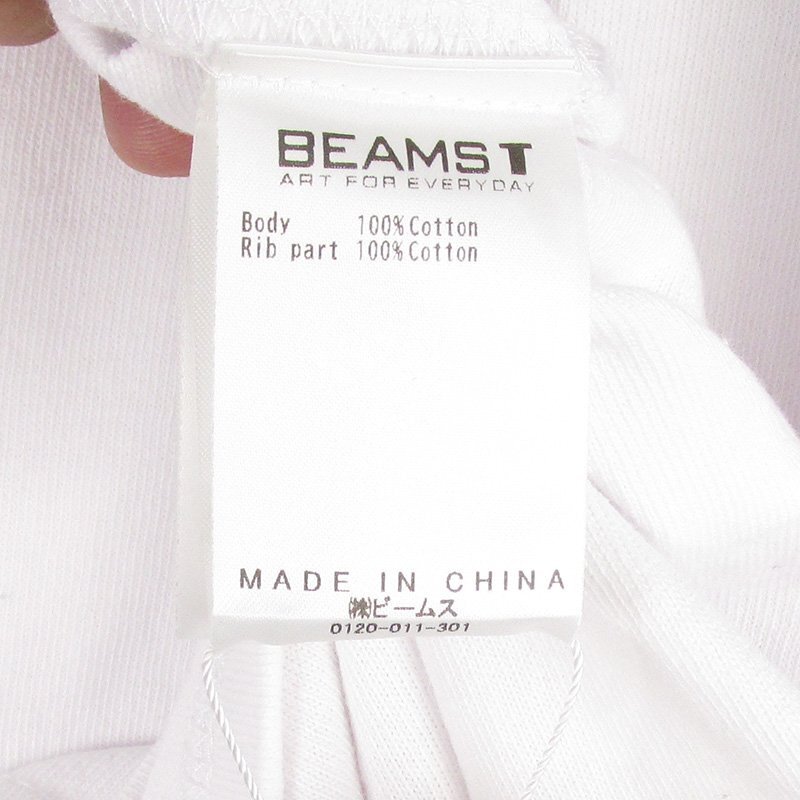 BEAMS T
ART FOR EVERYDAY
Body 100%Cotton
Rib part 100%Cotton
MADE IN CHINA
㈱ビームス
0120-011-301